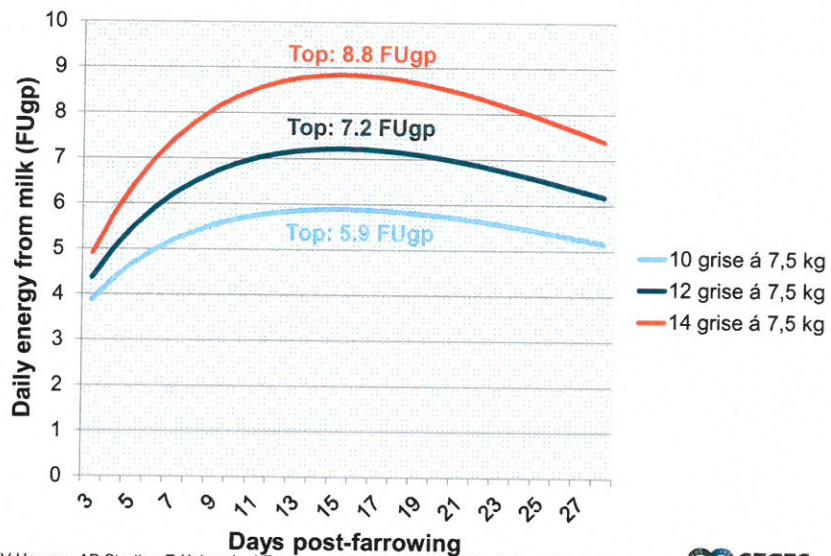 10
9
8
7
6
5
4
3
2
1
0
Daily energy from milk (FUgp)
Top: 8.8 FUgp
Top: 7.2 FUgp
Top: 5.9 FUgp
10 grise á 7,5 kg
12 grise á 7,5 kg
14 grise á 7,5 kg
3 5 7 9 11 13 15 17 19 21 23 25 27
Days post-farrowing